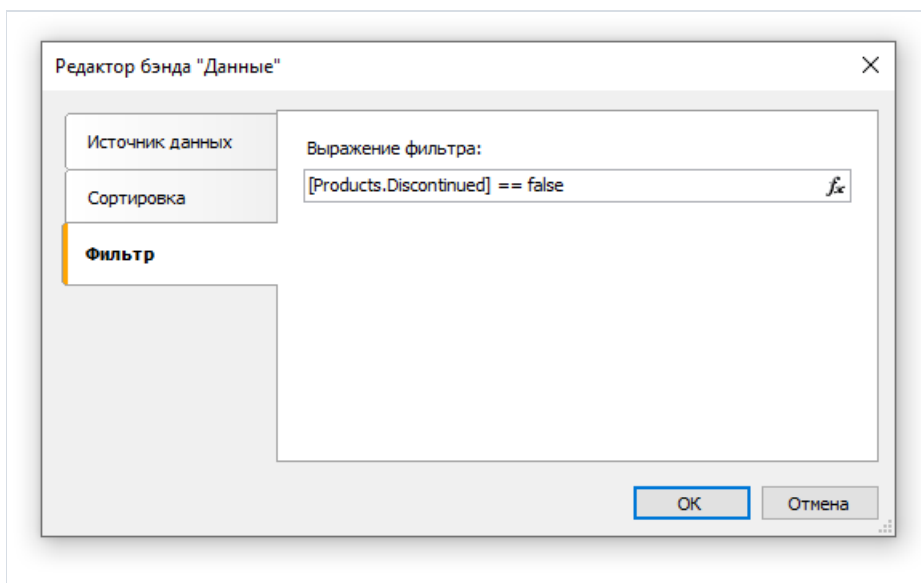 Редактор бэнда "Данные"
Источник данных
Сортировка
Фильтр
Выражение фильтра:
[Products.Discontinued] == false
fx
OK
Отмена